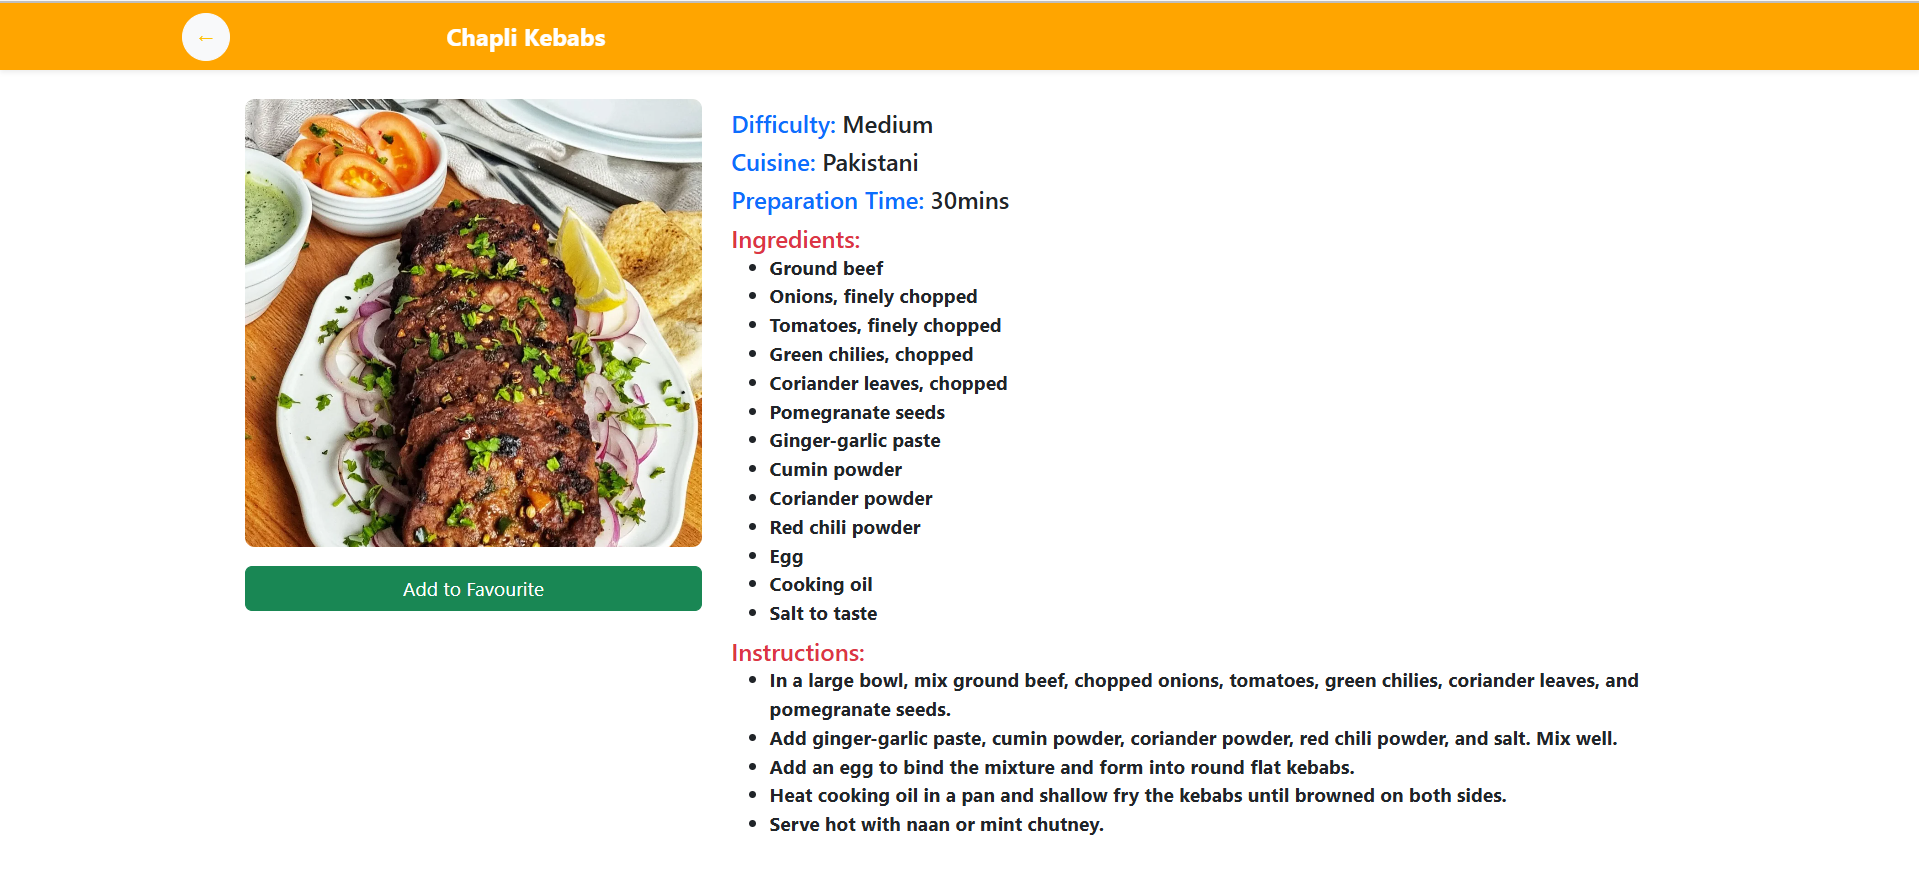 ←
Chapli Kebabs
Difficulty: Medium
Cuisine: Pakistani
Preparation Time: 30mins
Ingredients:
• Ground beef
• Onions, finely chopped
• Tomatoes, finely chopped
• Green chilies, chopped
• Coriander leaves, chopped
• Pomegranate seeds
• Ginger-garlic paste
• Cumin powder
• Coriander powder
• Red chili powder
• Egg
• Cooking oil
• Salt to taste
Instructions:
• In a large bowl, mix ground beef, chopped onions, tomatoes, green chilies, coriander leaves, and
pomegranate seeds.
• Add ginger-garlic paste, cumin powder, coriander powder, red chili powder, and salt. Mix well.
• Add an egg to bind the mixture and form into round flat kebabs.
• Heat cooking oil in a pan and shallow fry the kebabs until browned on both sides.
• Serve hot with naan or mint chutney.
Add to Favourite